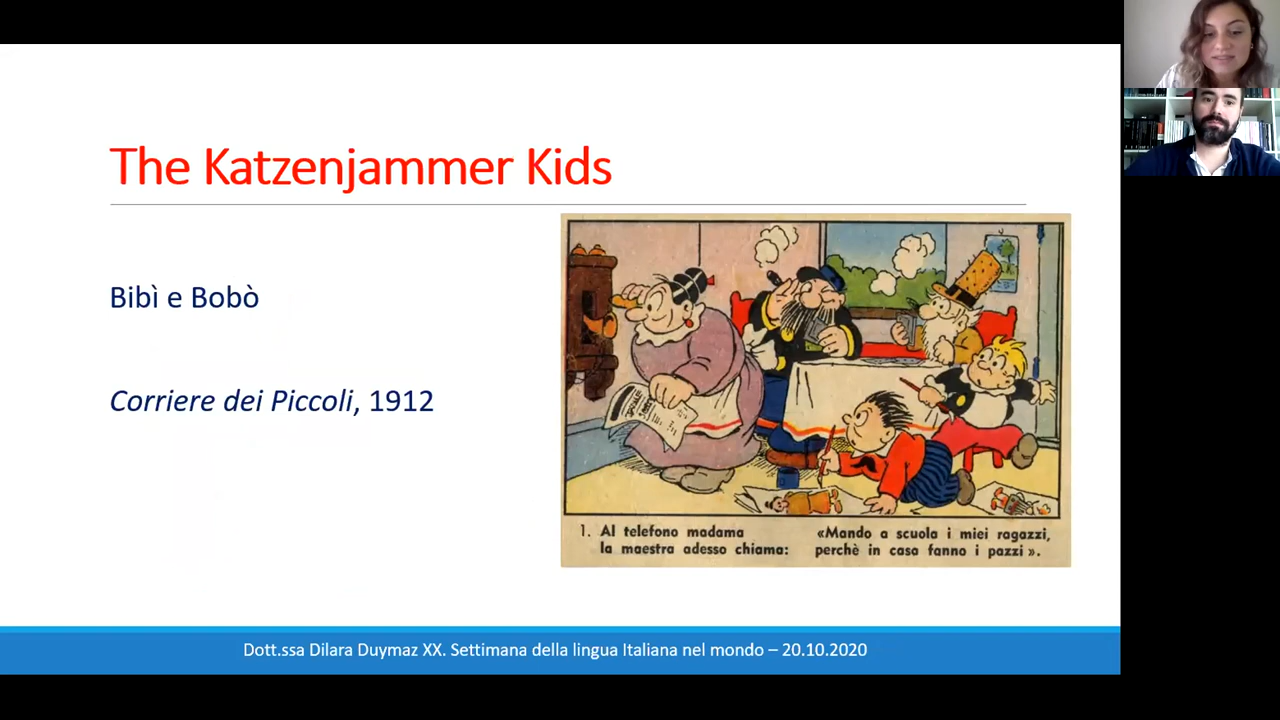 The Katzenjammer Kids
Bibì e Bobò
Corriere dei Piccoli, 1912
1. Al telefono madama
la maestra adesso chiama:
«Mando a scuola i miei ragazzi,
perchè in casa fanno i pazzi».
Dott.ssa Dilara Duymaz XX. Settimana della lingua Italiana nel mondo – 20.10.2020